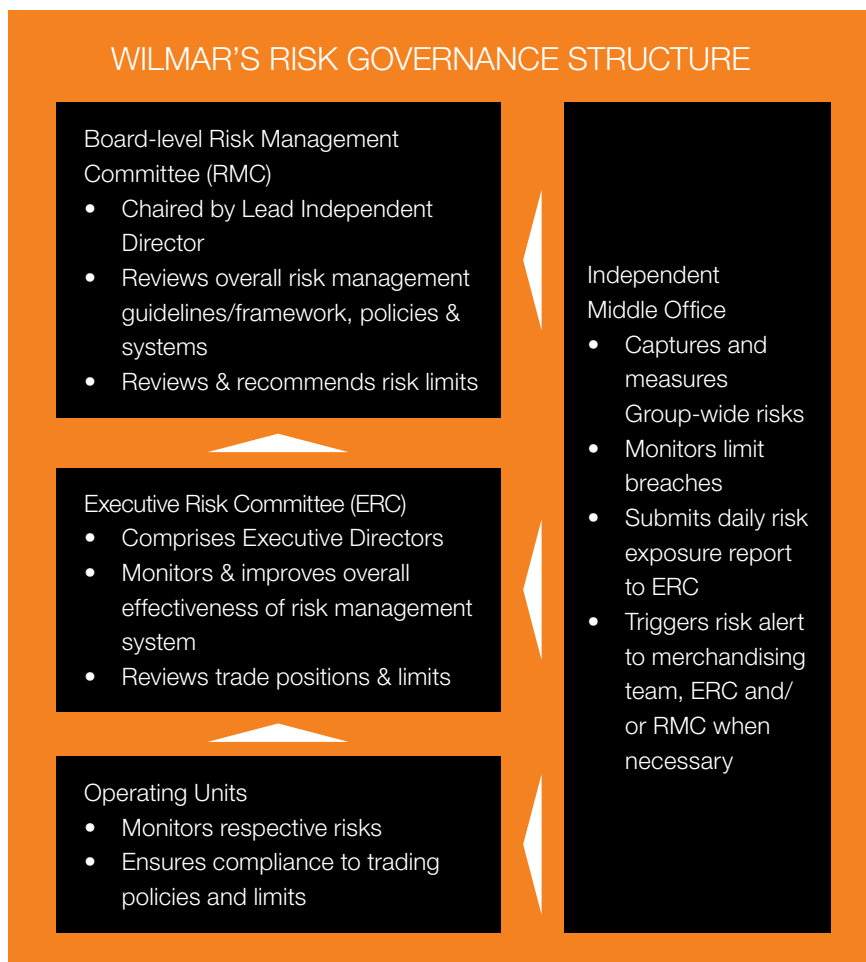 WILMAR'S RISK GOVERNANCE STRUCTURE
Board-level Risk Management
Committee (RMC)
• Chaired by Lead Independent
Director
• Reviews overall risk management
guidelines/framework, policies &
systems
• Reviews & recommends risk limits
Executive Risk Committee (ERC)
• Comprises Executive Directors
• Monitors & improves overall
effectiveness of risk management
system
• Reviews trade positions & limits
Operating Units
• Monitors respective risks
• Ensures compliance to trading
policies and limits
Independent
Middle Office
• Captures and
measures
Group-wide risks
• Monitors limit
breaches
• Submits daily risk
exposure report
to ERC
• Triggers risk alert
to merchandising
team, ERC and/
or RMC when
necessary